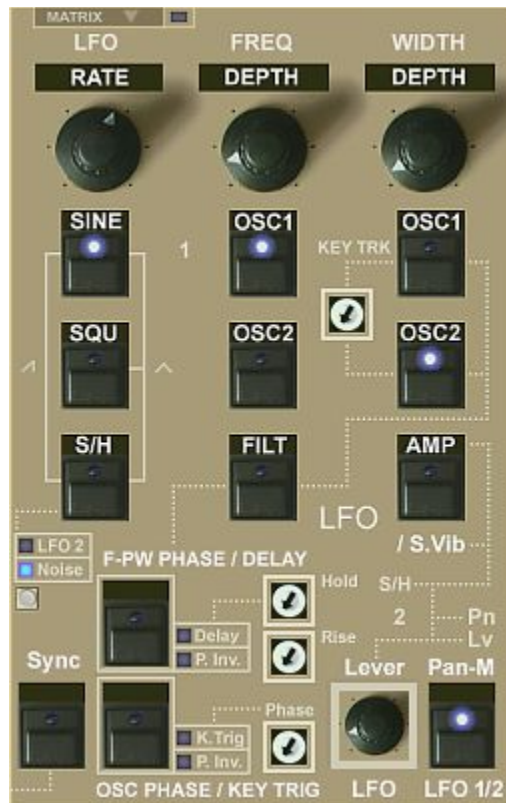 MATRIX
LFO FREQ WIDTH
RATE DEPTH DEPTH
SINE OSC1 OSC1
1 KEY TRK
SQU OSC2 OSC2
S/H FILT AMP
LFO
LFO 2 / S.Vib
Noise F-PW PHASE / DELAY
Hold S/H
2 Pn
Delay Rise Lv
P. Inv.
Sync Lever Pan-M
Phase
K.Trig
P. Inv.
OSC PHASE / KEY TRIG LFO LFO 1/2